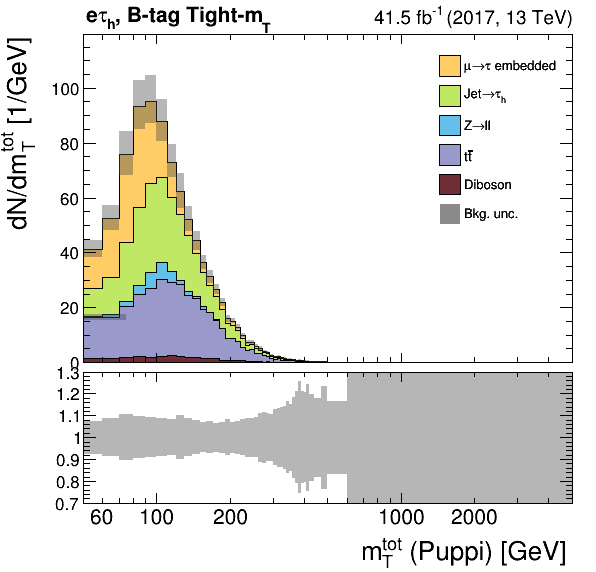 eτh, B-tag Tight-mT
41.5 fb-1 (2017, 13 TeV)
dN/dmTtot [1/GeV]
100
80
60
40
20
0
μ→τ embedded
Jet→τh
Z→ll
tt̅
Diboson
Bkg. unc.
1.3
1.2
1.1
1
0.9
0.8
0.7
60 100 200 1000 2000
mTtot (Puppi) [GeV]